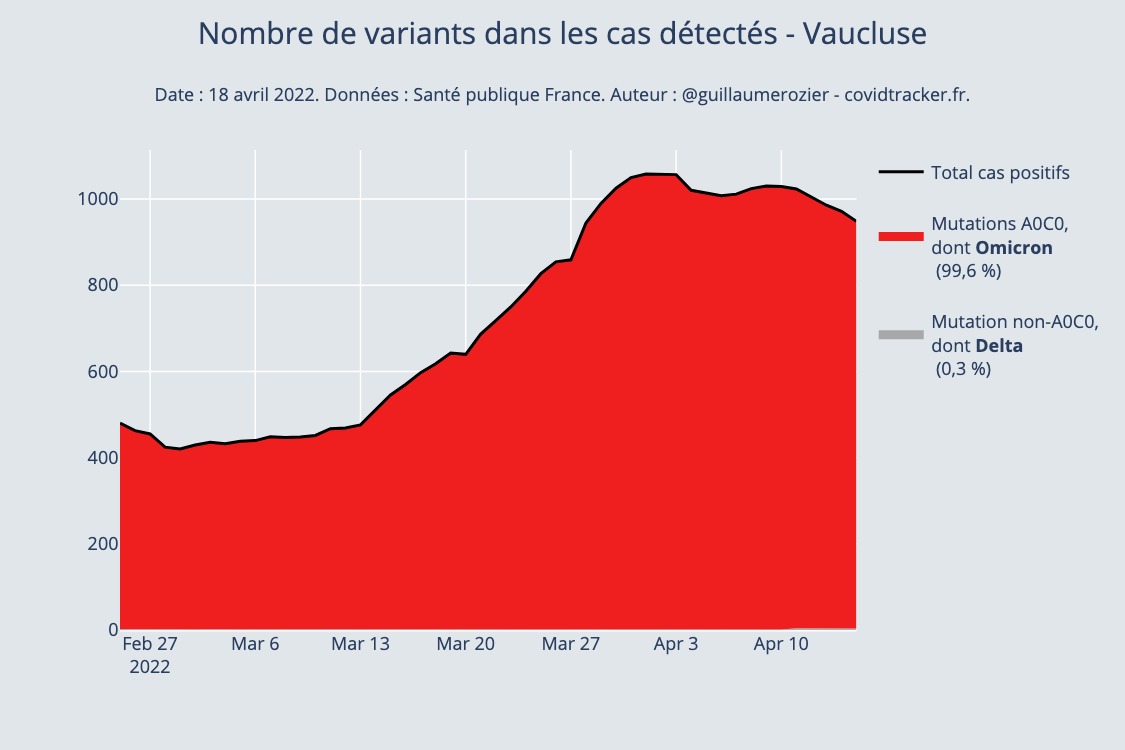 Nombre de variants dans les cas détectés - Vaucluse
Date : 18 avril 2022. Données : Santé publique France. Auteur : @guillaumerozier - covidtracker.fr.
1000
800
600
400
200
0
Feb 27
2022
Mar 6
Mar 13
Mar 20
Mar 27
Apr 3
Apr 10
Total cas positifs
Mutations A0C0,
dont Omicron
(99,6 %)
Mutation non-A0C0,
dont Delta
(0,3 %)